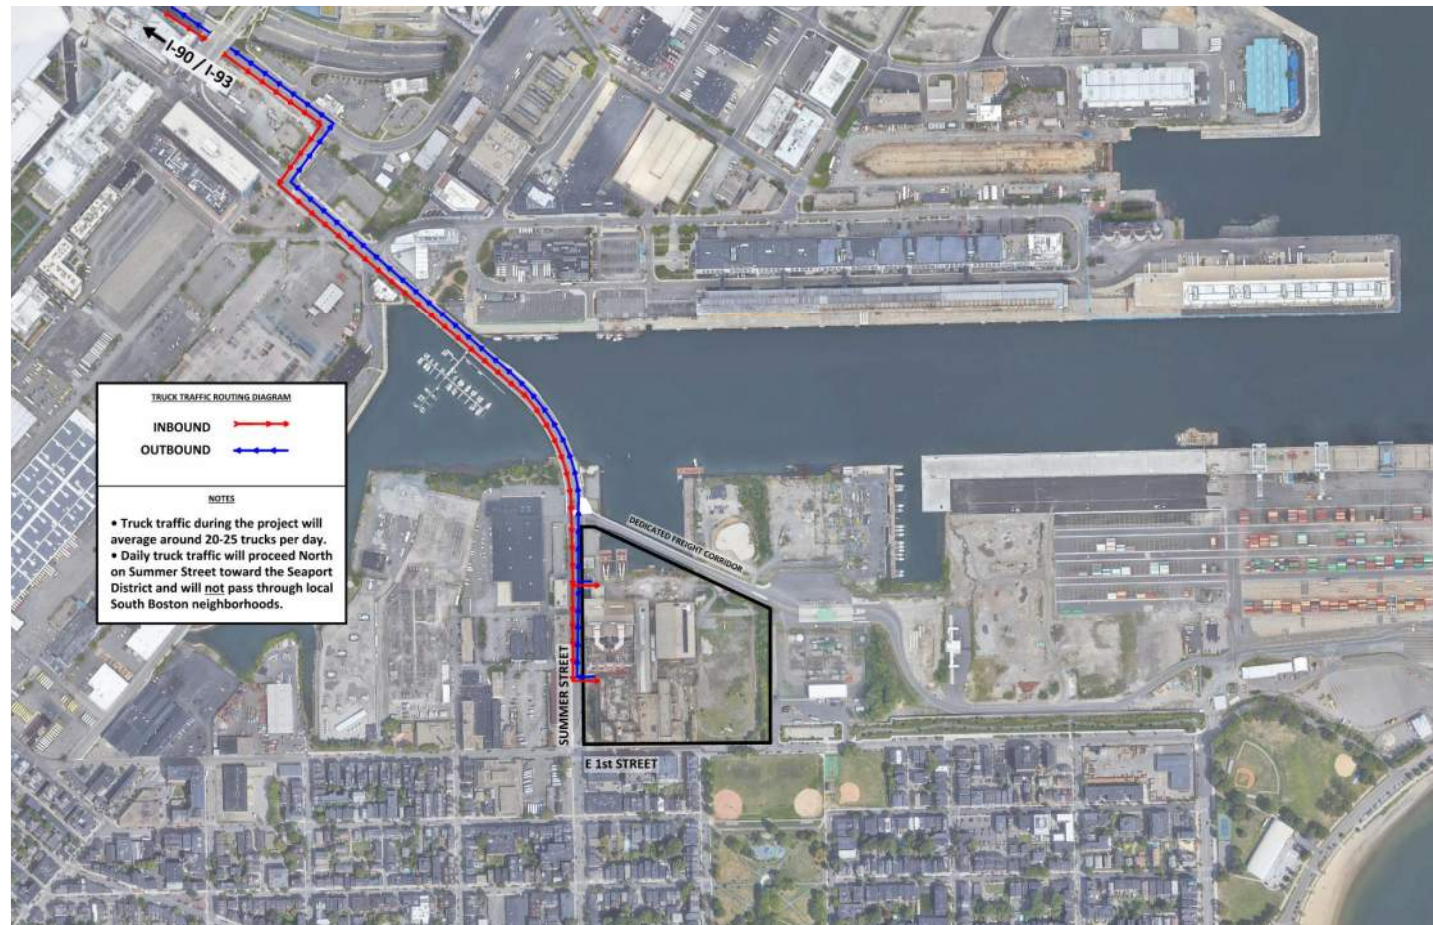 I-90 / I-93
TRUCK TRAFFIC ROUTING DIAGRAM
INBOUND
OUTBOUND
NOTES
• Truck traffic during the project will
average around 20-25 trucks per day.
• Daily truck traffic will proceed North
on Summer Street toward the Seaport
District and will not pass through local
South Boston neighborhoods.
DEDICATED FREIGHT CORRIDOR
SUMMER STREET
E 1st STREET